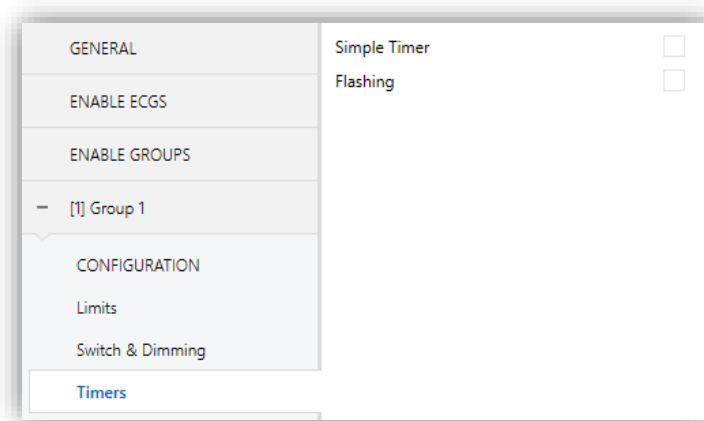 GENERAL
ENABLE ECGS
ENABLE GROUPS
[1] Group 1
CONFIGURATION
Limits
Switch & Dimming
Timers
Simple Timer
Flashing